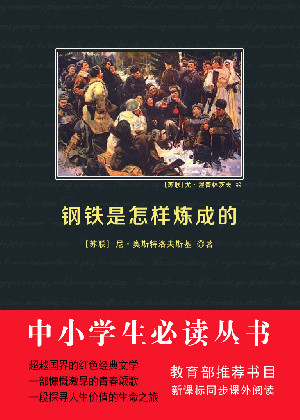 钢铁是怎样炼成的
[苏联] 尼·奥斯特洛夫斯基 ◎著
中小学生必读丛书
超越国界的红色经典文学
一部慷慨激昂的青春颂歌
一段探寻人生价值的生命之旅
教育部推荐书目
新课标同步课外阅读